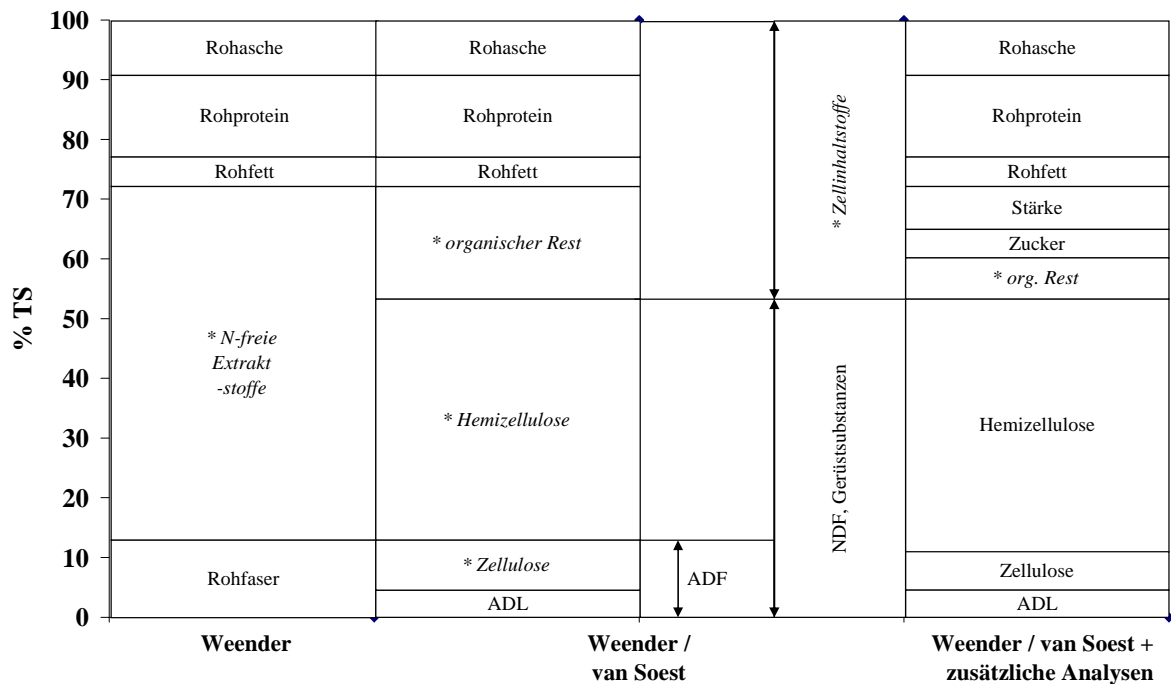 % TS
100
90
80
70
60
50
40
30
20
10
0
Rohasche
Rohprotein
Rohfett
* N-freie
Extrakt
-stoffe
Rohfaser
Rohasche
Rohprotein
Rohfett
* organischer Rest
* Hemizellulose
* Zellulose
ADL
ADF
* Zellinhaltstoffe
NDF, Gerüstsubstanzen
Rohasche
Rohprotein
Rohfett
Stärke
Zucker
* org. Rest
Hemizellulose
Zellulose
ADL
Weender
Weender /
van Soest
Weender / van Soest +
zusätzliche Analysen